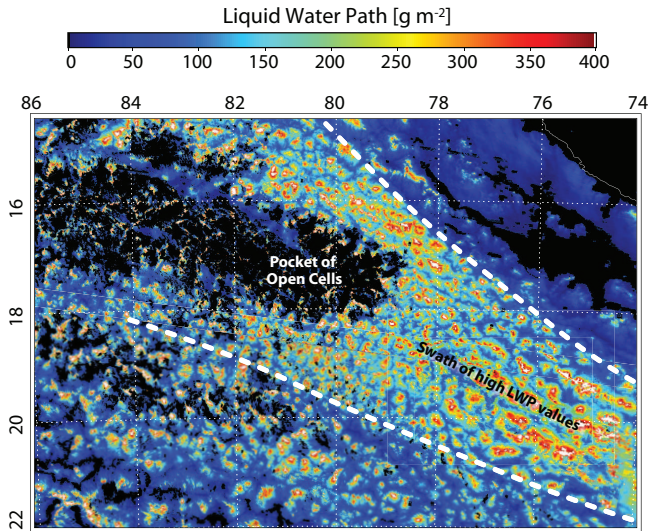 Liquid Water Path [g m⁻²]
0 50 100 150 200 250 300 350 400
86 84 82 80 78 76 74
16
Pocket of
Open Cells
18
Swath of high LWP values
20
22